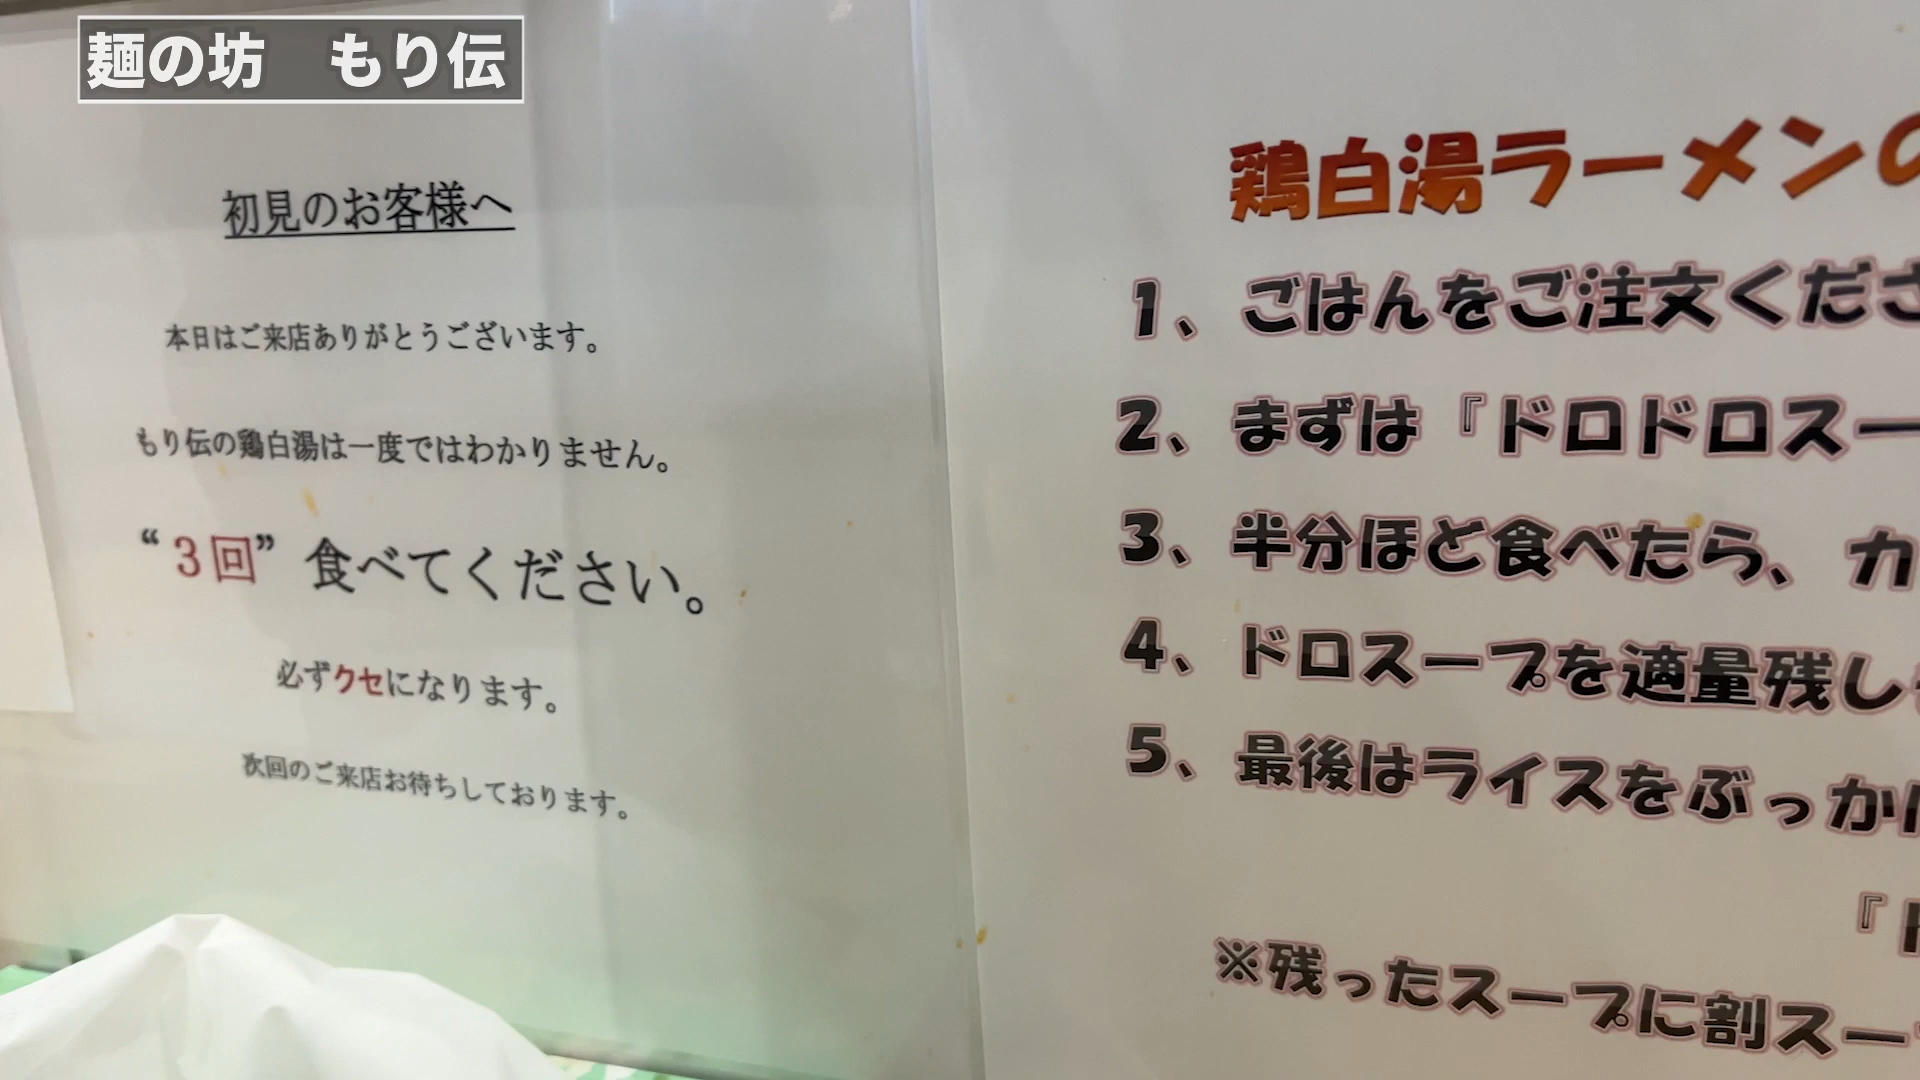 麺の坊　もり伝
初見のお客様へ
本日はご来店ありがとうございます。
もり伝の鶏白湯は一度ではわかりません。
“３回”食べてください。
必ずクセになります。
次回のご来店お待ちしております。
鶏白湯ラーメンの
1、ごはんをご注文くださ
2、まずは『ドロドロスー
3、半分ほど食べたら、カ
4、ドロスープを適量残し
5、最後はライスをぶっかけ
『ド
※残ったスープに割スー